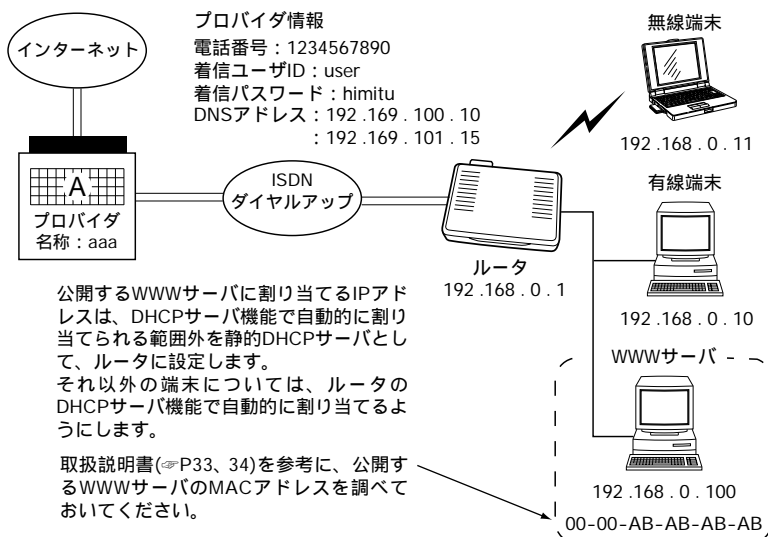 インターネット
プロバイダ情報
電話番号：1234567890
着信ユーザID：user
着信パスワード：himitu
DNSアドレス：192 .169 . 100 . 10
：192 .169 . 101 . 15
無線端末
192 .168 . 0 . 11
A
プロバイダ
名称：aaa
ISDN
ダイヤルアップ
ルータ
192 .168 . 0 . 1
有線端末
192 .168 . 0 . 10
公開するWWWサーバに割り当てるIPアド
レスは、DHCPサーバ機能で自動的に割り
当てられる範囲外を静的DHCPサーバとし
て、ルータに設定します。
それ以外の端末については、ルータの
DHCPサーバ機能で自動的に割り当てるよ
うにします。
取扱説明書(☞P33、34)を参考に、公開す
るWWWサーバのMACアドレスを調べて
おいてください。
WWWサーバ
192 .168 . 0 . 100
00-00-AB-AB-AB-AB